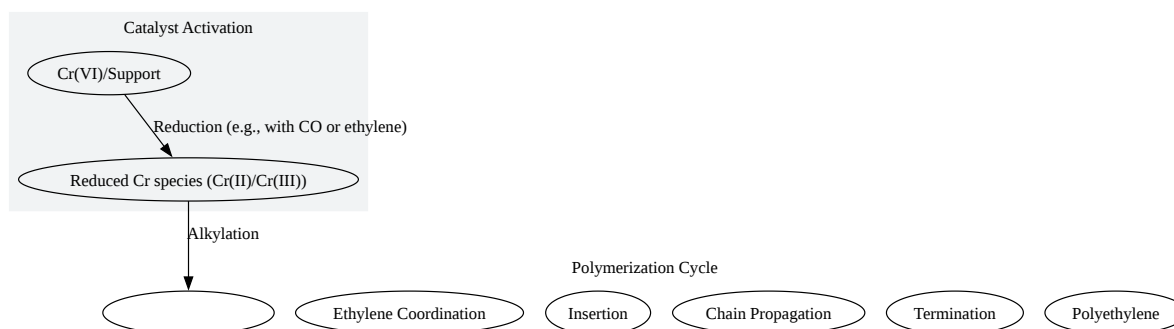 Catalyst Activation
Cr(VI)/Support
Reduction (e.g., with CO or ethylene)
Reduced Cr species (Cr(II)/Cr(III))
Alkylation
Polymerization Cycle
Ethylene Coordination
Insertion
Chain Propagation
Termination
Polyethylene